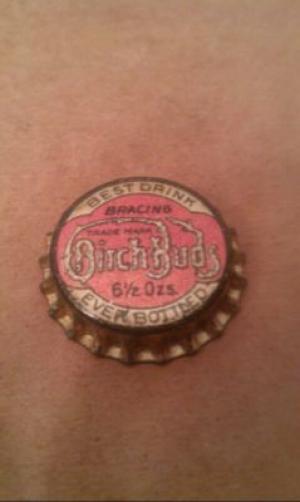 BEST DRINK
BRACING
TRADE MARK
Birch Buds
6½ Ozs.
EVER BOTTLED